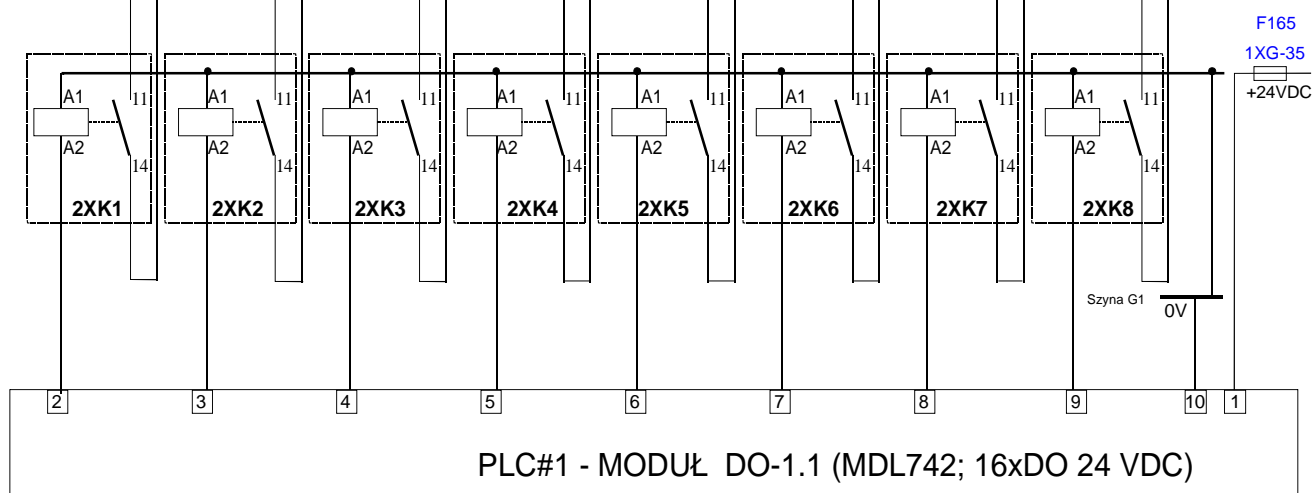 F165
1XG-35
+24VDC
A1 11 A1 11 A1 11 A1 11 A1 11 A1 11 A1 11 A1 11
A2 14 A2 14 A2 14 A2 14 A2 14 A2 14 A2 14 A2 14
2XK1 2XK2 2XK3 2XK4 2XK5 2XK6 2XK7 2XK8
Szyna G1 0V
2 3 4 5 6 7 8 9 10 1
PLC#1 - MODUŁ DO-1.1 (MDL742; 16xDO 24 VDC)